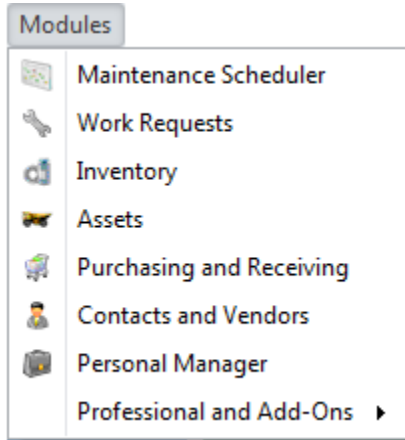 Modules
Maintenance Scheduler
Work Requests
Inventory
Assets
Purchasing and Receiving
Contacts and Vendors
Personal Manager
Professional and Add-Ons